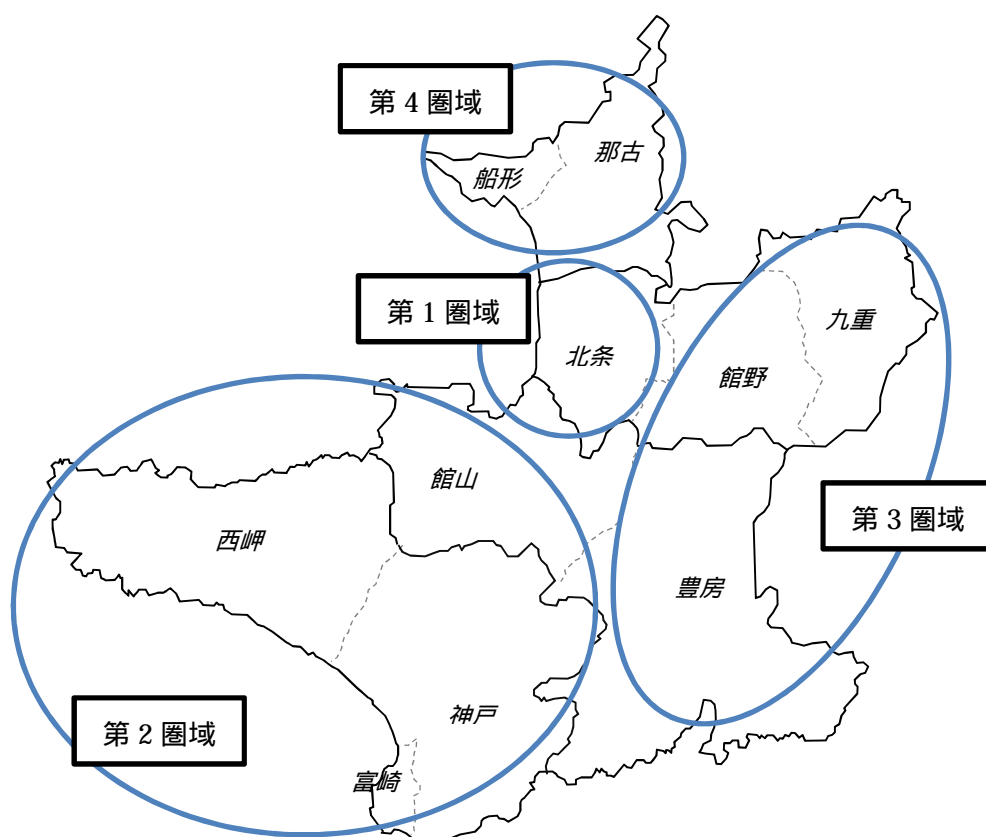 第 4 圏域
那古
船形
第 1 圏域
北条
九重
館野
館山
西岬
第 3 圏域
豊房
神戸
第 2 圏域
富崎